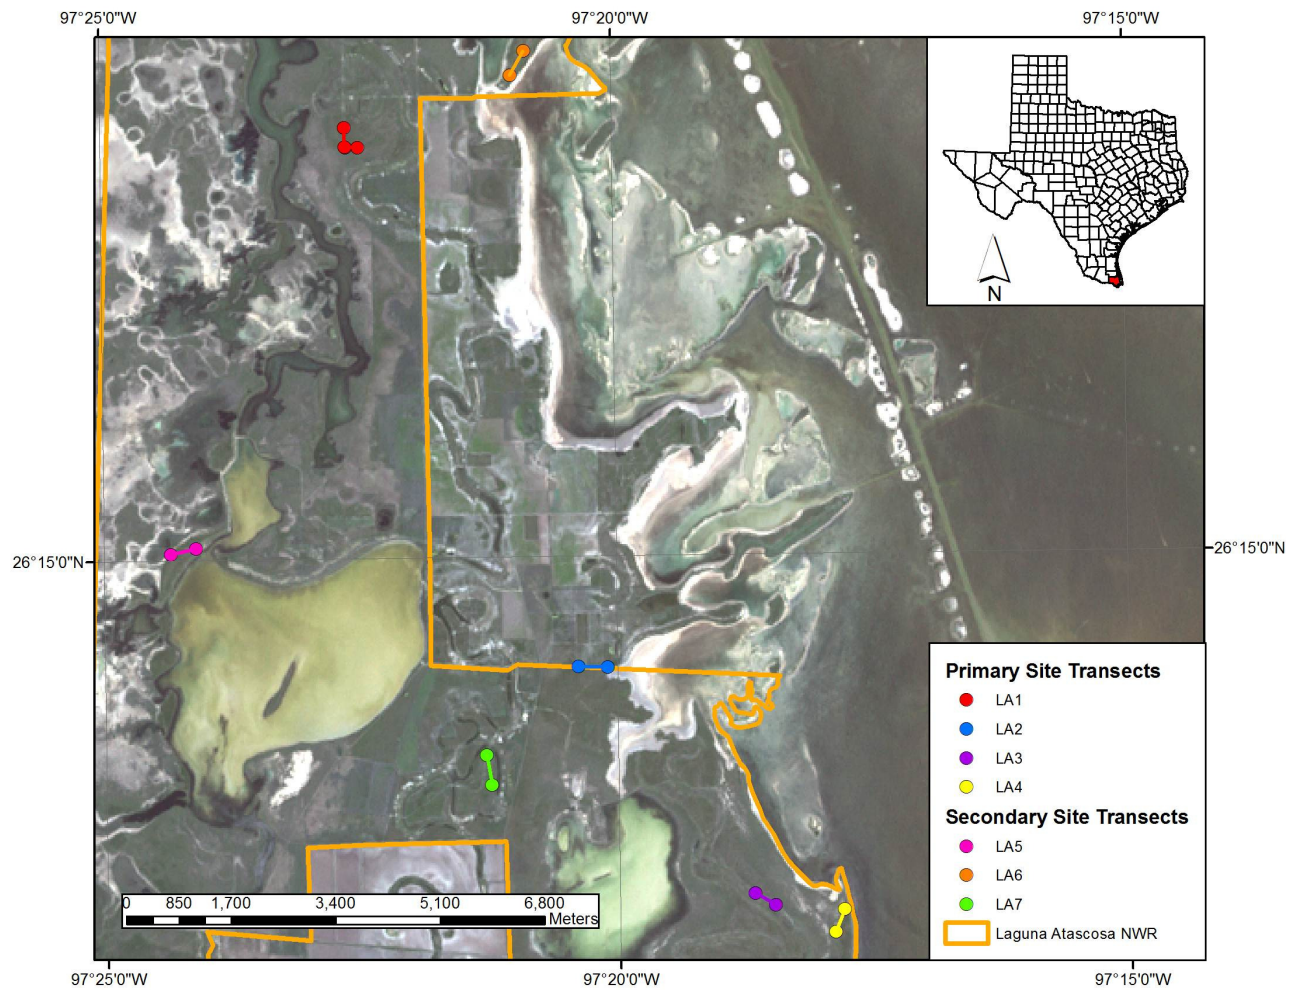 97°25'0"W 97°20'0"W 97°15'0"W
N
26°15'0"N 26°15'0"N
Primary Site Transects
LA1
LA2
LA3
LA4
Secondary Site Transects
LA5
LA6
LA7
Laguna Atascosa NWR
0 850 1,700 3,400 5,100 6,800
Meters
97°25'0"W 97°20'0"W 97°15'0"W